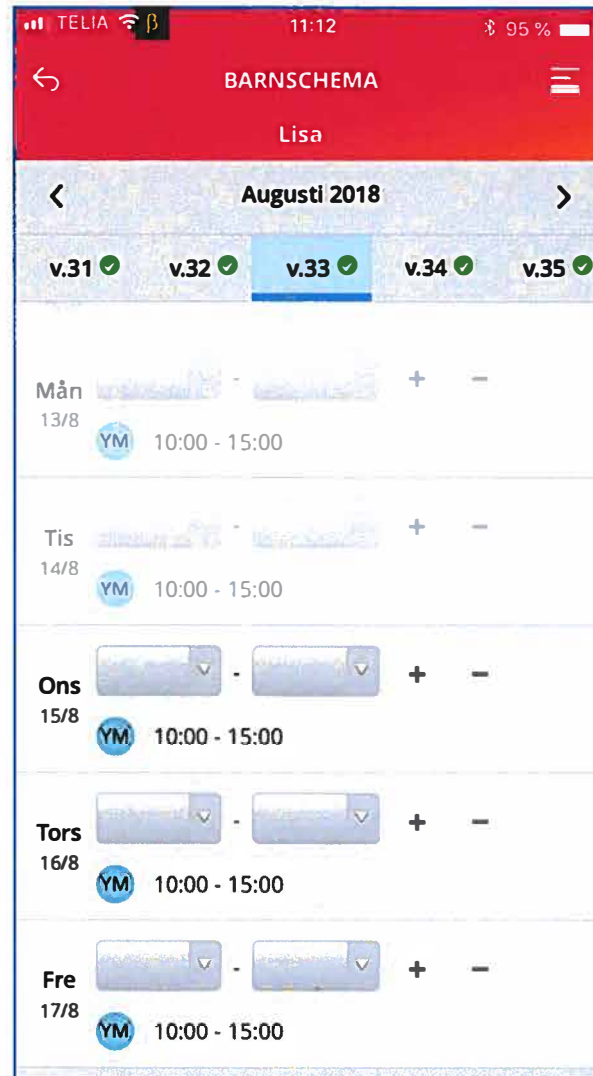 TELIA β 11:12 95 %
BARNSCHEMA
Lisa
Augusti 2018
v.31 v.32 v.33 v.34 v.35
Mån - + -
13/8
YM 10:00 - 15:00
Tis - + -
14/8
YM 10:00 - 15:00
Ons - + -
15/8
YM 10:00 - 15:00
Tors - + -
16/8
YM 10:00 - 15:00
Fre - + -
17/8
YM 10:00 - 15:00